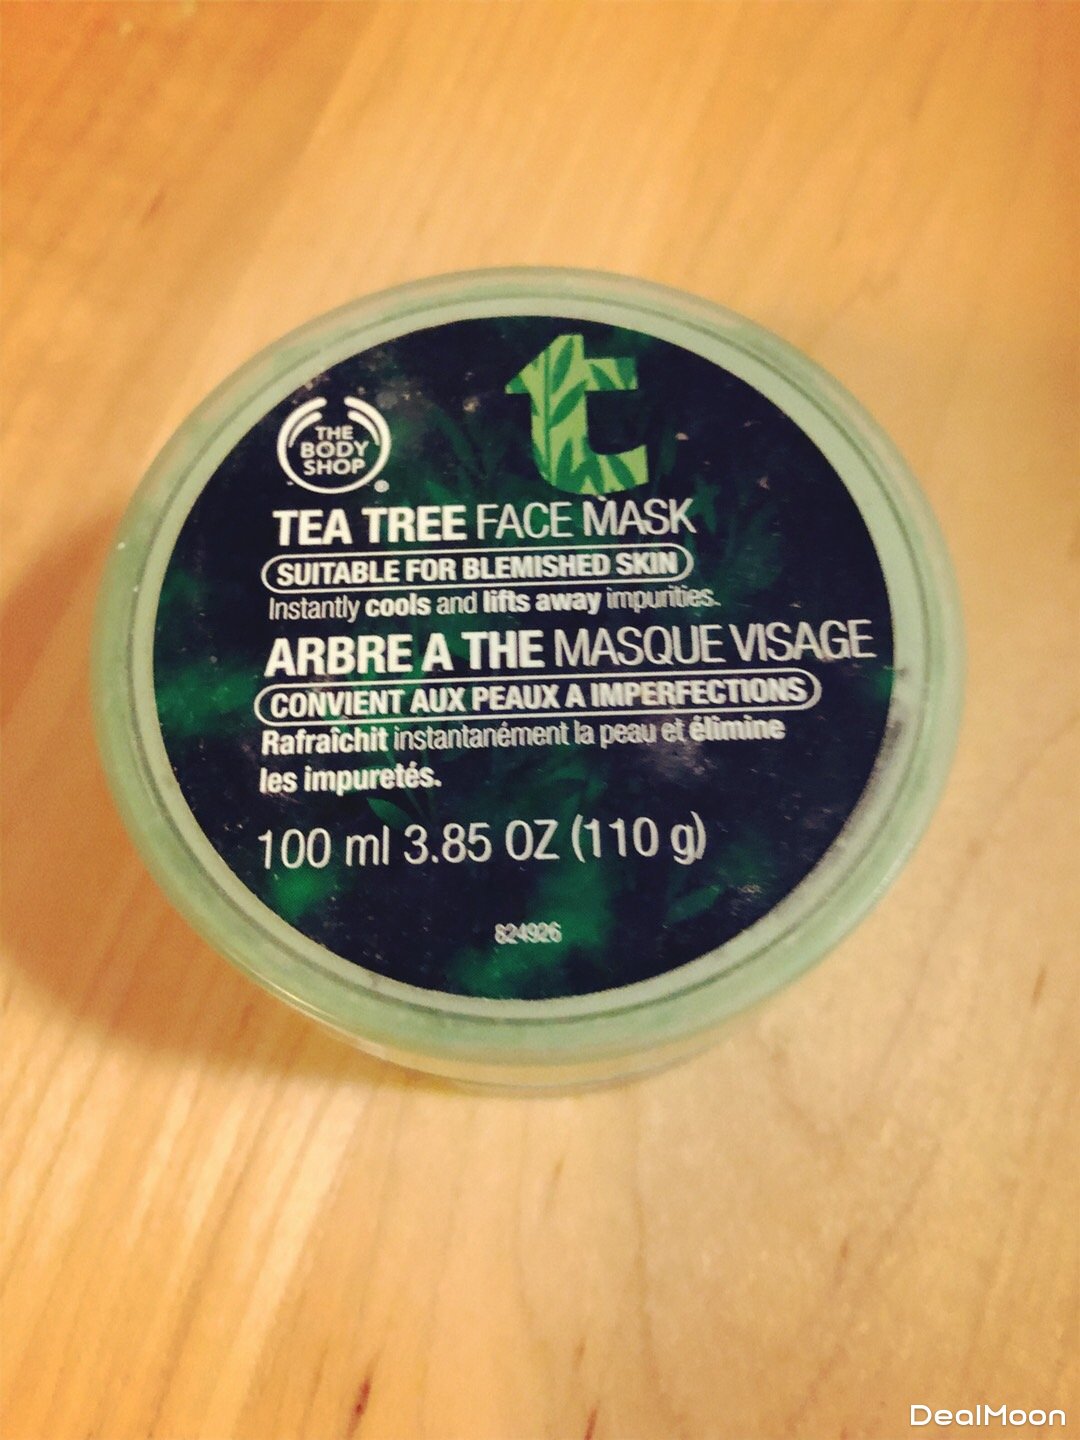 t
THE
BODY
SHOP
®
TEA TREE FACE MASK
SUITABLE FOR BLEMISHED SKIN
Instantly cools and lifts away impurities.
ARBRE A THE MASQUE VISAGE
CONVIENT AUX PEAUX A IMPERFECTIONS
Rafraîchit instantanément la peau et élimine
les impuretés.
100 ml 3.85 OZ (110 g)
824926
DealMoon